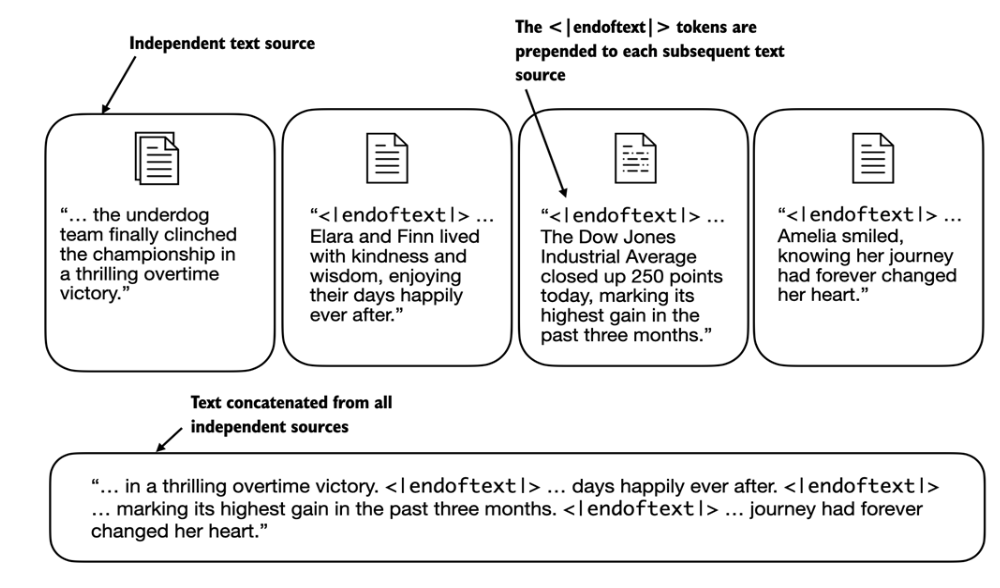 Independent text source
The <|endoftext|> tokens are
prepended to each subsequent text
source
“… the underdog
team finally clinched
the championship in
a thrilling overtime
victory.”
“<|endoftext|> …
Elara and Finn lived
with kindness and
wisdom, enjoying
their days happily
ever after.”
“<|endoftext|> …
The Dow Jones
Industrial Average
closed up 250 points
today, marking its
highest gain in the
past three months.”
“<|endoftext|> …
Amelia smiled,
knowing her journey
had forever changed
her heart.”
Text concatenated from all
independent sources
“… in a thrilling overtime victory. <|endoftext|> … days happily ever after. <|endoftext|>
… marking its highest gain in the past three months. <|endoftext|> … journey had forever
changed her heart.”